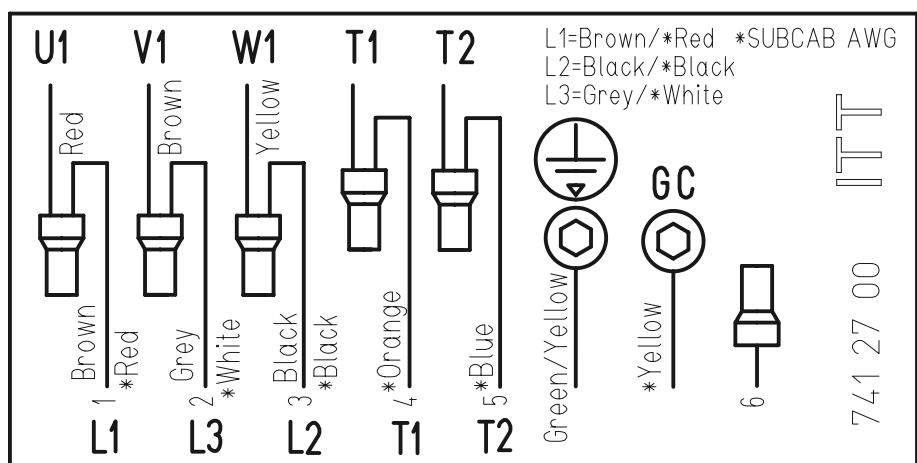 U1 V1 W1 T1 T2
L1=Brown/*Red *SUBCAB AWG
L2=Black/*Black
L3=Grey/*White
Red
Brown
Yellow
GC
ITT
741 27 00
Brown
*Red
Grey
*White
Black
*Black
*Orange
*Blue
Green/Yellow
*Yellow
1 2 3 4 5 6
L1 L3 L2 T1 T2